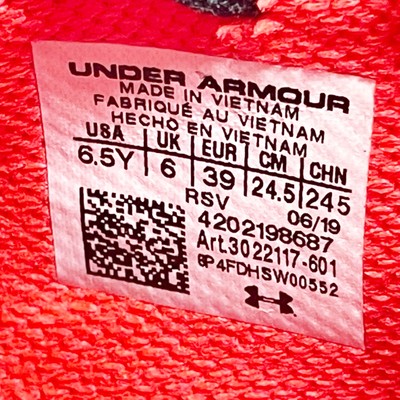 UNDER ARMOUR
MADE IN VIETNAM
FABRIQUÉ AU VIETNAM
HECHO EN VIETNAM
USA UK EUR CM CHN
6.5Y 6 39 24.5 245
RSV 06/19
4202198687
Art.3022117-601
6P4FDHSW00552